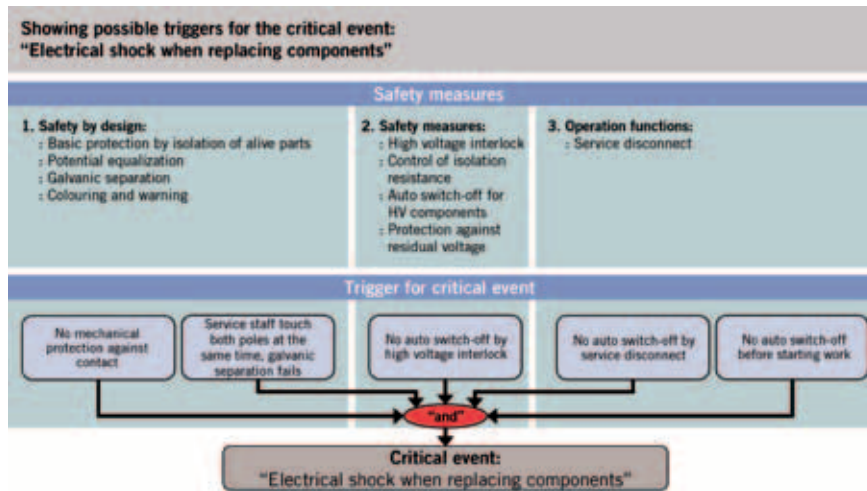 Showing possible triggers for the critical event:
"Electrical shock when replacing components"
Safety measures
1. Safety by design:
: Basic protection by isolation of alive parts
: Potential equalization
: Galvanic separation
: Colouring and warning
2. Safety measures:
: High voltage interlock
: Control of isolation
resistance
: Auto switch-off for
HV components
: Protection against
residual voltage
3. Operation functions:
: Service disconnect
Trigger for critical event
No mechanical
protection against
contact
Service staff touch
both poles at the
same time, galvanic
separation fails
No auto switch-off by
high voltage interlock
No auto switch-off by
service disconnect
No auto switch-off
before starting work
"and"
Critical event:
"Electrical shock when replacing components"